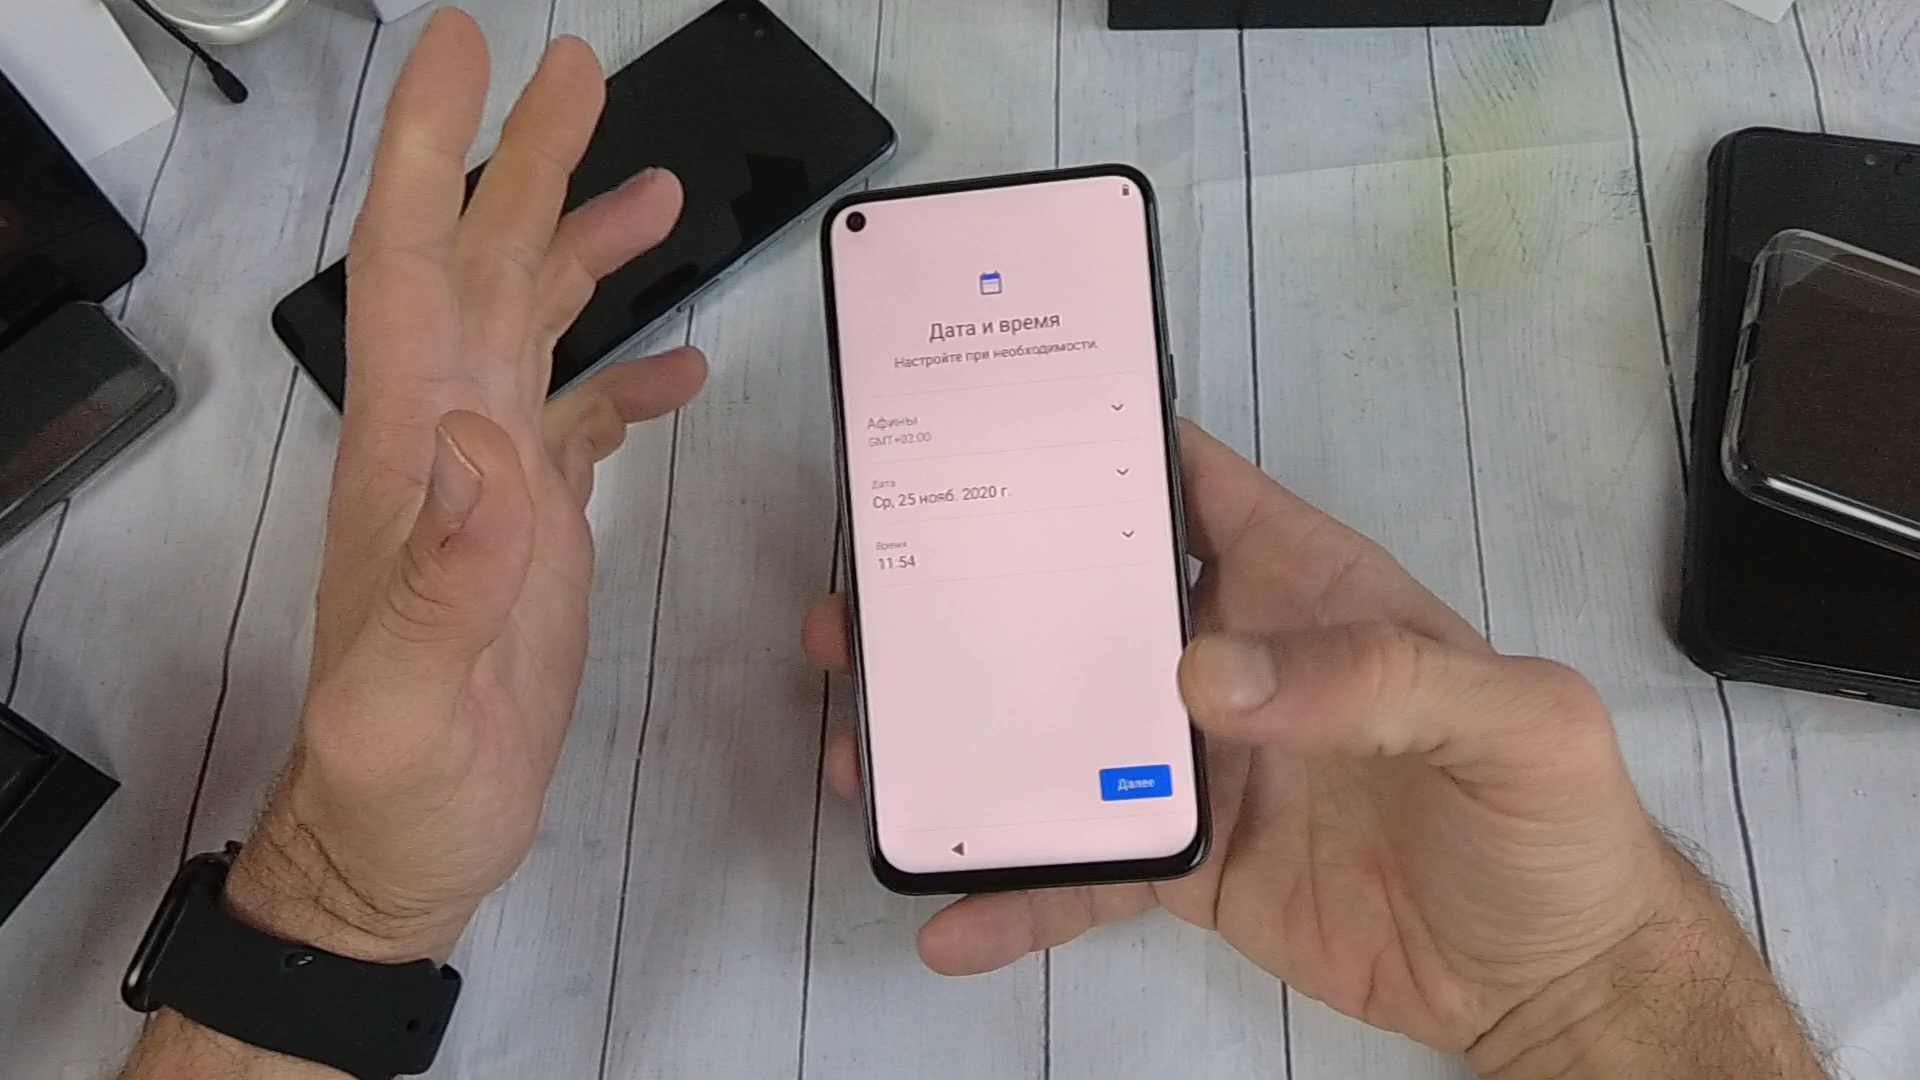 Дата и время
Настройте при необходимости.
Афины
GMT+02:00
Дата
Ср, 25 нояб. 2020 г.
Время
11:54
Далее